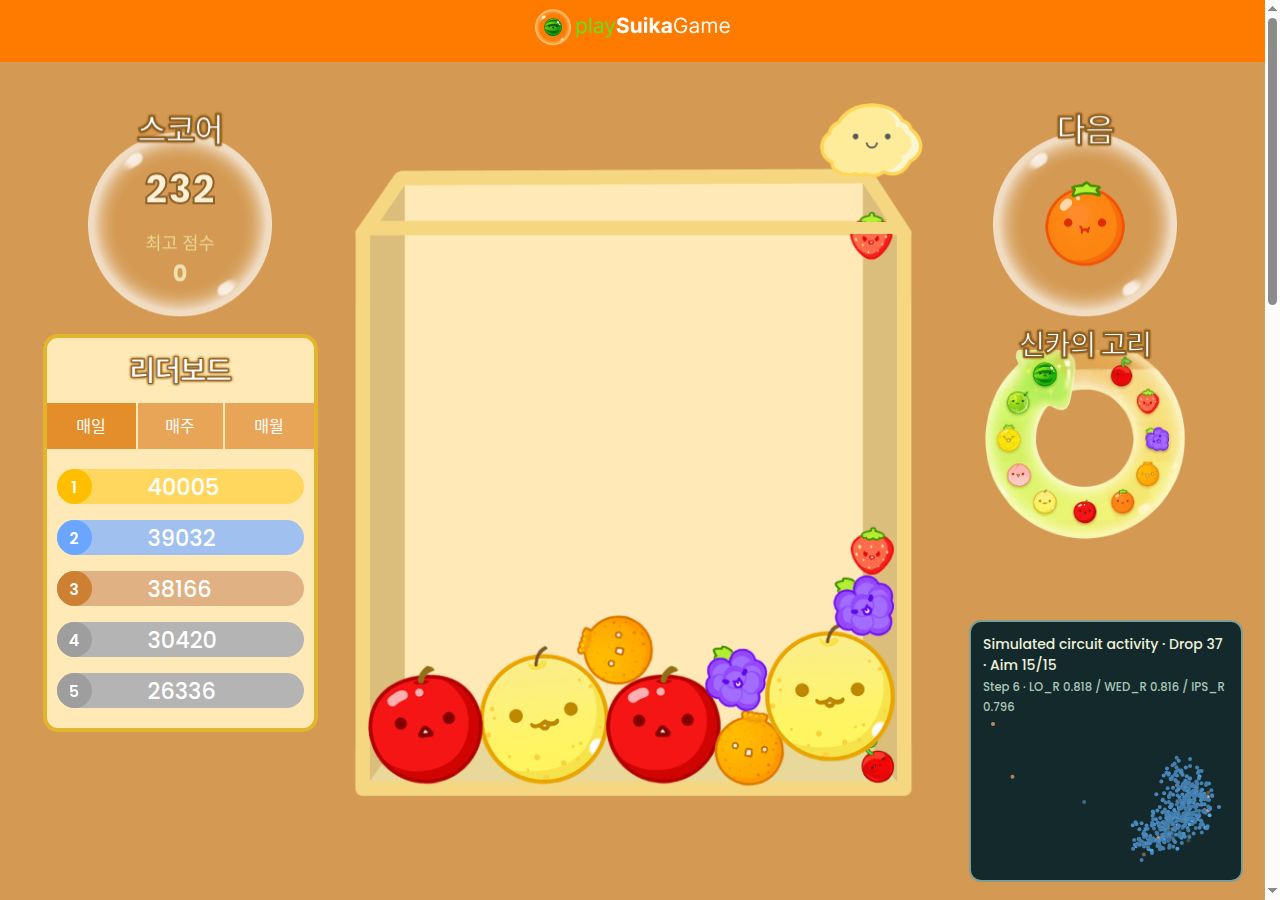 playSuikaGame
스코어
232
최고 점수
0
다음
리더보드
매일 매주 매월
1 40005
2 39032
3 38166
4 30420
5 26336
신카의 고리
Simulated circuit activity · Drop 37
· Aim 15/15
Step 6 · LO_R 0.818 / WED_R 0.816 / IPS_R
0.796